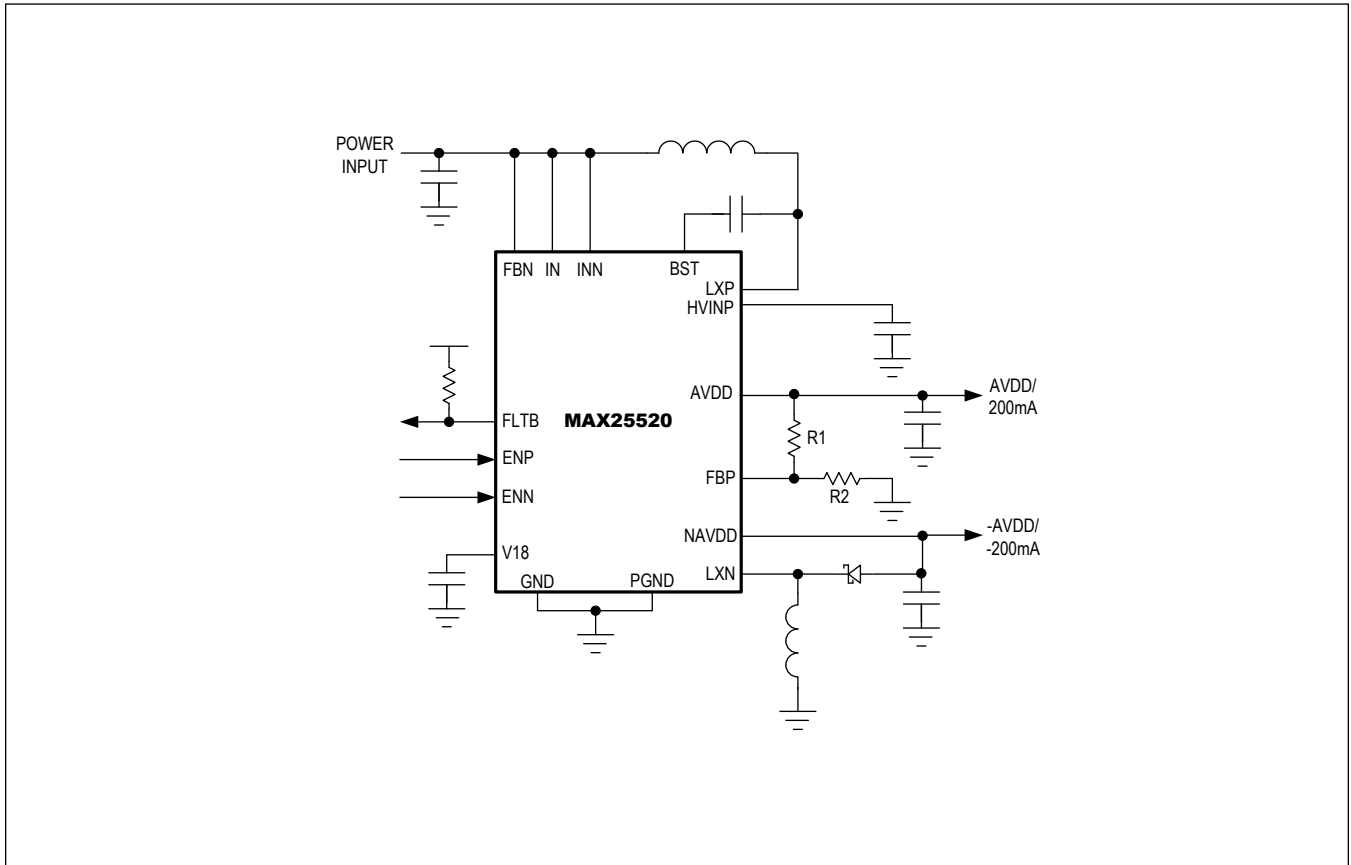 POWER
INPUT
FBN IN INN BST
LXP
HVINP
AVDD
AVDD/
200mA
FLTB MAX25520
R1
ENP
FBP
R2
ENN
NAVDD
-AVDD/
-200mA
V18
LXN
GND PGND